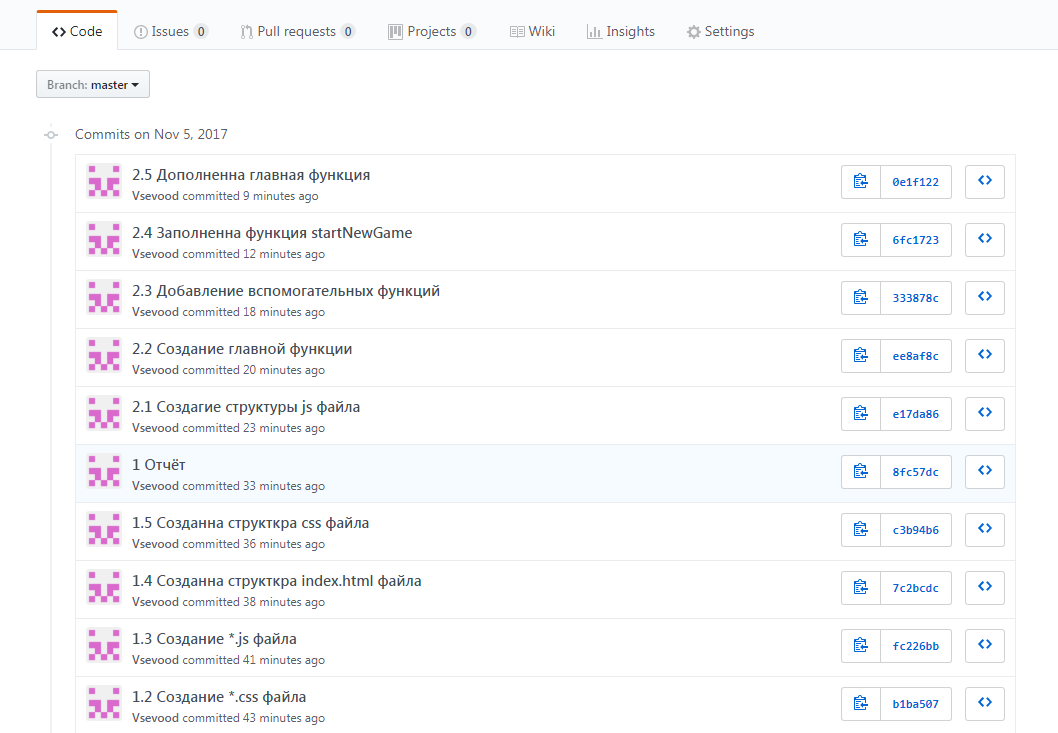 Code Issues 0 Pull requests 0 Projects 0 Wiki Insights Settings
Branch: master
Commits on Nov 5, 2017
2.5 Дополненна главная функция
Vsevood committed 9 minutes ago
0e1f122
2.4 Заполненна функция startNewGame
Vsevood committed 12 minutes ago
6fc1723
2.3 Добавление вспомогательных функций
Vsevood committed 18 minutes ago
333878c
2.2 Создание главной функции
Vsevood committed 20 minutes ago
ee8af8c
2.1 Создагие структуры js файла
Vsevood committed 23 minutes ago
e17da86
1 Отчёт
Vsevood committed 33 minutes ago
8fc57dc
1.5 Созданна структкра css файла
Vsevood committed 36 minutes ago
c3b94b6
1.4 Созданна структкра index.html файла
Vsevood committed 38 minutes ago
7c2bcdc
1.3 Создание *.js файла
Vsevood committed 41 minutes ago
fc226bb
1.2 Создание *.css файла
Vsevood committed 43 minutes ago
b1ba507